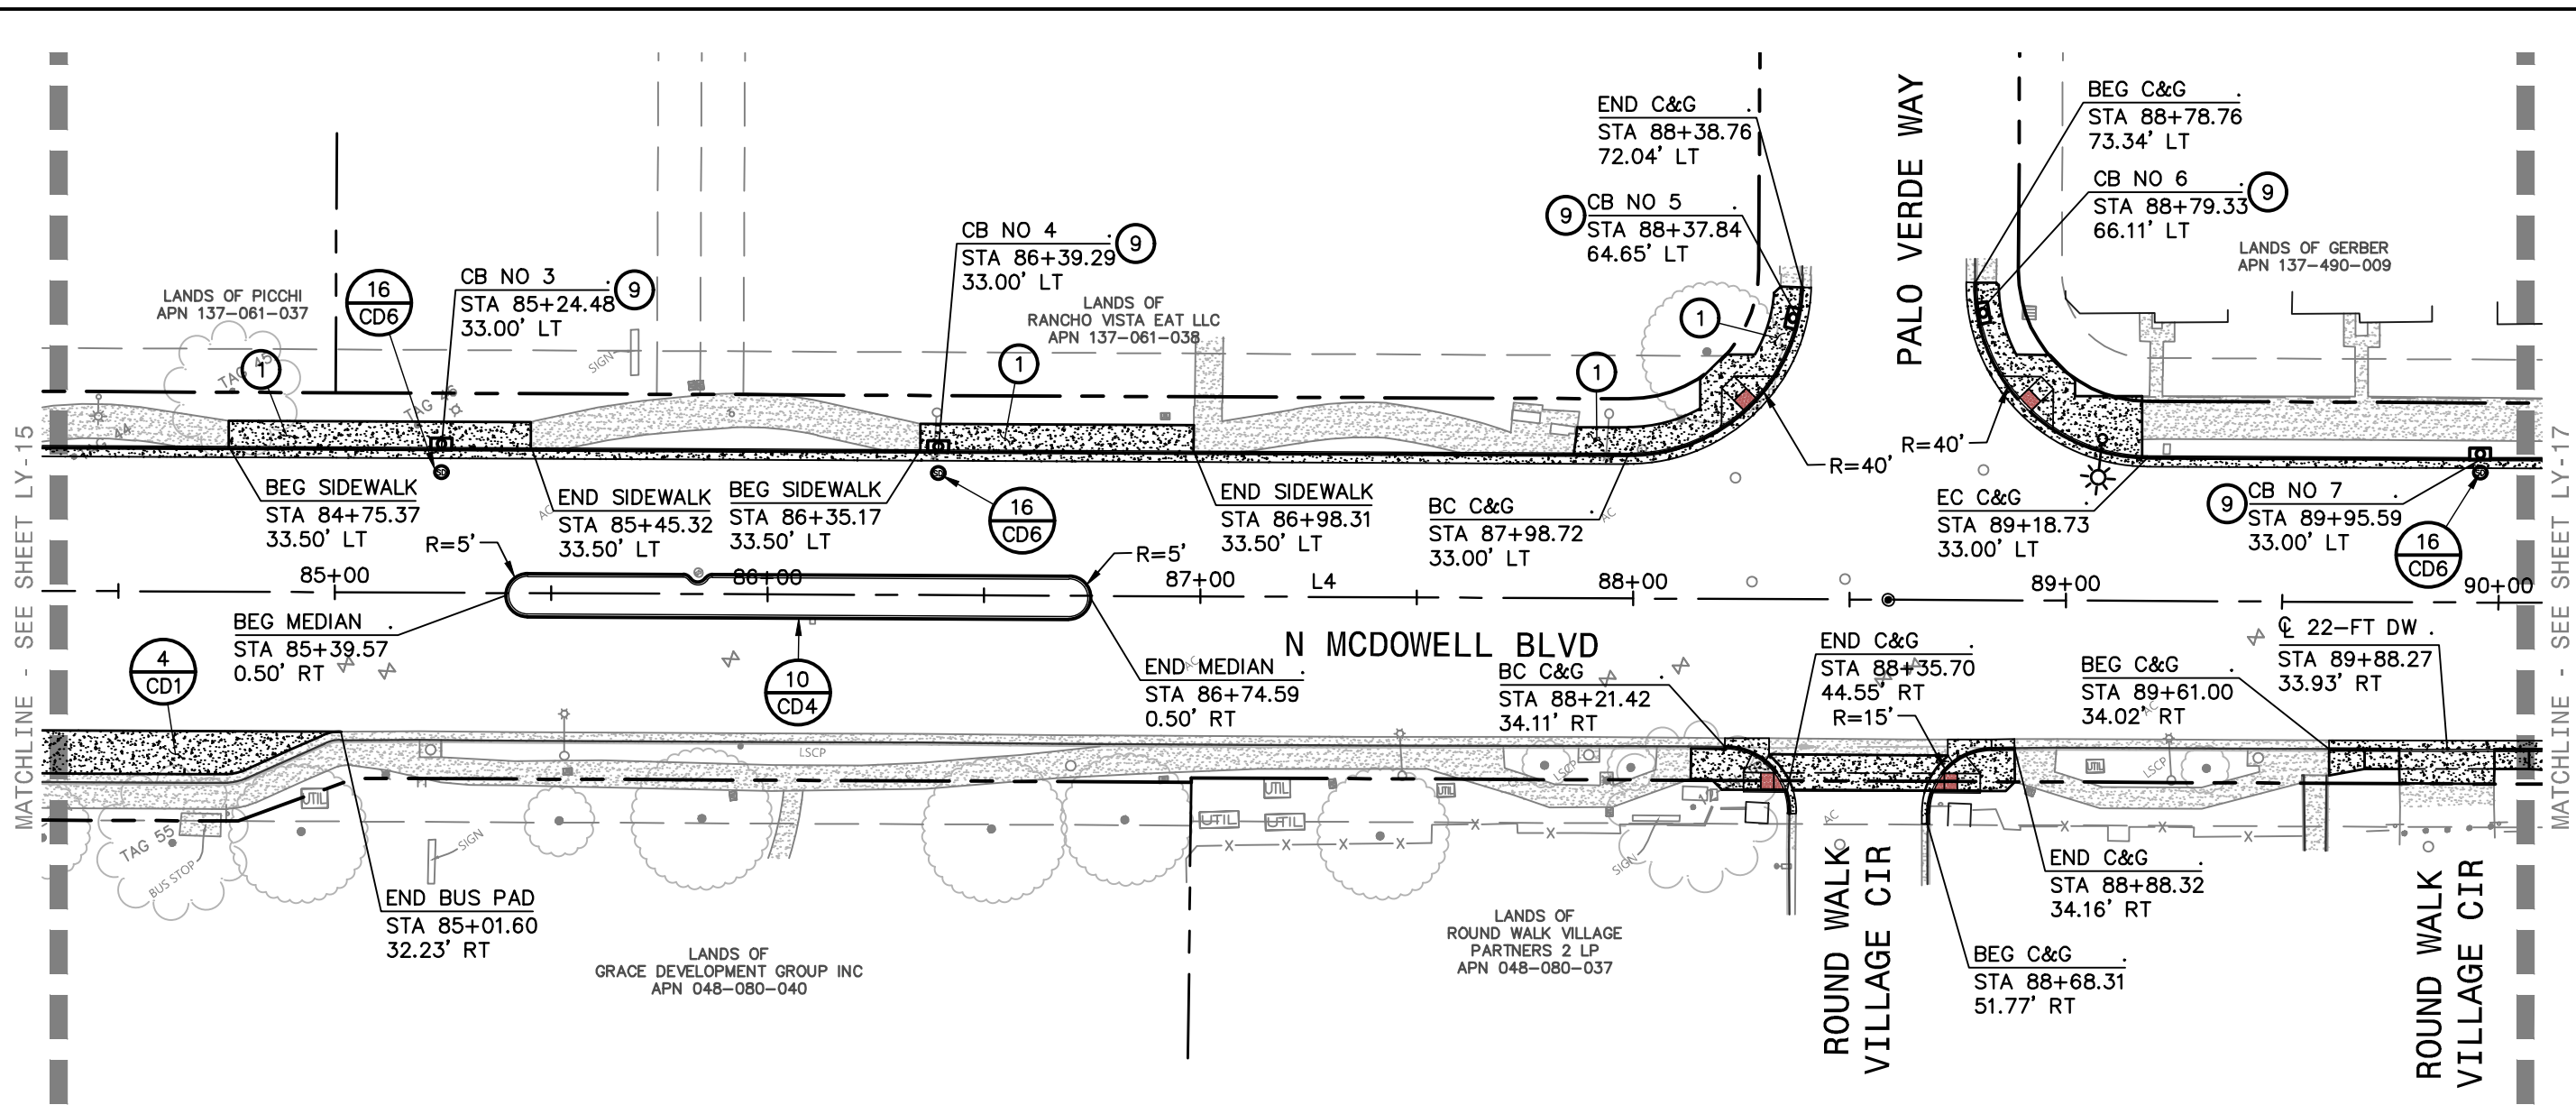 END C&G .
STA 88+38.76
72.04' LT
PALO VERDE WAY
BEG C&G .
STA 88+78.76
73.34' LT
CB NO 6 .
STA 88+79.33
66.11' LT
9
9
CB NO 5 .
STA 88+37.84
64.65' LT
CB NO 4 .
STA 86+39.29
33.00' LT
9
LANDS OF GERBER
APN 137-490-009
16
CD6
CB NO 3 .
STA 85+24.48
33.00' LT
9
LANDS OF PICCHI
APN 137-061-037
LANDS OF
RANCHO VISTA EAT LLC
APN 137-061-038
1
SIGN
TAG 45
1
1
1
TAG 46
44
6
R=40'
R=40'
MATCHLINE - SEE SHEET LY-15
MATCHLINE - SEE SHEET LY-17
BEG SIDEWALK
STA 84+75.37
33.50' LT
END SIDEWALK
STA 85+45.32
33.50' LT
AC
BEG SIDEWALK
STA 86+35.17
33.50' LT
16
CD6
END SIDEWALK
STA 86+98.31
33.50' LT
BC C&G .
STA 87+98.72
33.00' LT
AC
EC C&G .
STA 89+18.73
33.00' LT
9
CB NO 7 .
STA 89+95.59
33.00' LT
16
CD6
SD
SD
SD
R=5'
R=5'
85+00
86+00
87+00
L4
88+00
89+00
90+00
BEG MEDIAN .
STA 85+39.57
0.50' RT
4
CD1
10
CD4
N MCDOWELL BLVD
END MEDIAN .
STA 86+74.59
0.50' RT
AC
BC C&G .
STA 88+21.42
34.11' RT
END C&G .
STA 88+35.70
44.55' RT
R=15'
BEG C&G .
STA 89+61.00
34.02' RT
AC
℄ 22-FT DW .
STA 89+88.27
33.93' RT
LSCP
LSCP
LSCP
UTIL
UTIL
UTIL
UTIL
UTIL
UTIL
TAG 55
BUS STOP
SIGN
SIGN
AC
END BUS PAD
STA 85+01.60
32.23' RT
LANDS OF
GRACE DEVELOPMENT GROUP INC
APN 048-080-040
LANDS OF
ROUND WALK VILLAGE
PARTNERS 2 LP
APN 048-080-037
ROUND WALK
VILLAGE CIR
END C&G .
STA 88+88.32
34.16' RT
BEG C&G .
STA 88+68.31
51.77' RT
ROUND WALK
VILLAGE CIR